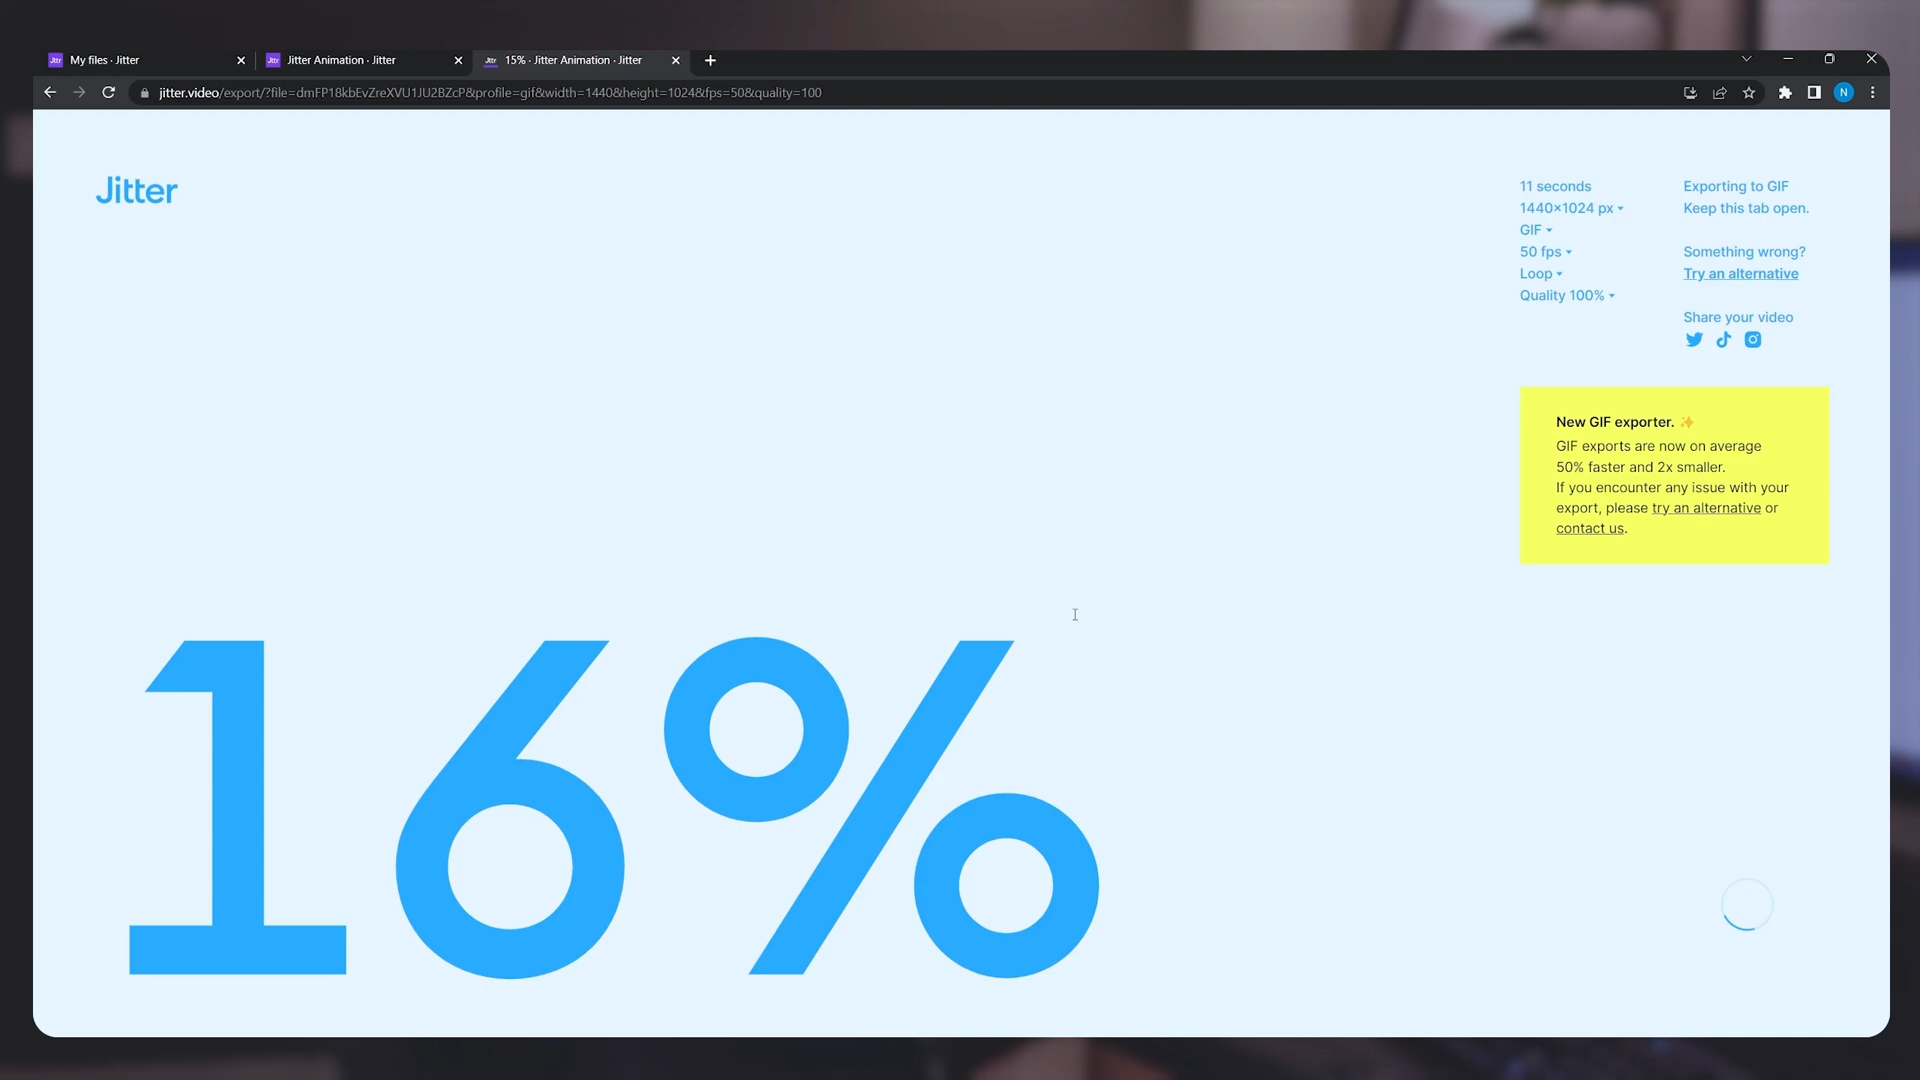 My files · Jitter
Jitter Animation · Jitter
15% · Jitter Animation · Jitter
jitter.video/export/?file=dmFP18kbEvZreXVU1JU2BZcP&profile=gif&width=1440&height=1024&fps=50&quality=100
N
Jitter
11 seconds
1440×1024 px
GIF
50 fps
Loop
Quality 100%
Exporting to GIF
Keep this tab open.
Something wrong?
Try an alternative
Share your video
New GIF exporter. ✨
GIF exports are now on average
50% faster and 2x smaller.
If you encounter any issue with your
export, please try an alternative or
contact us.
16%